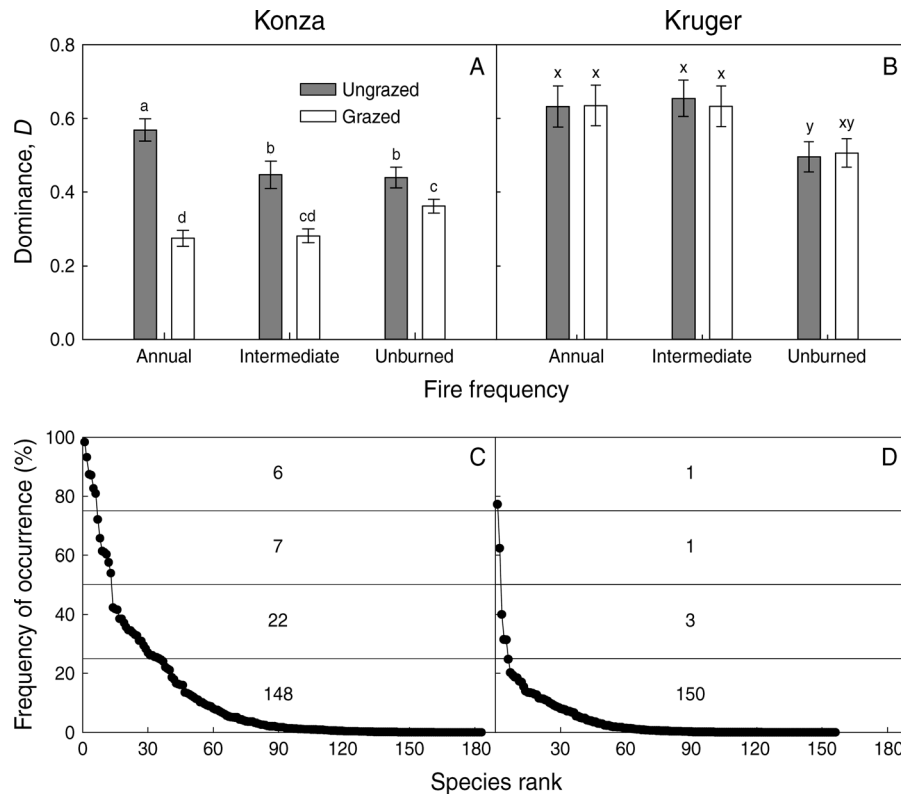 Konza Kruger
0.8
0.6
0.4
0.2
0.0
Dominance, D
A
Ungrazed
Grazed
a
d
b
cd
b
c
B
x x
x x
y xy
Annual Intermediate Unburned Annual Intermediate Unburned
Fire frequency
100
80
60
40
20
0
Frequency of occurrence (%)
C
6
7
22
148
D
1
1
3
150
0 30 60 90 120 150 180 30 60 90 120 150 180
Species rank